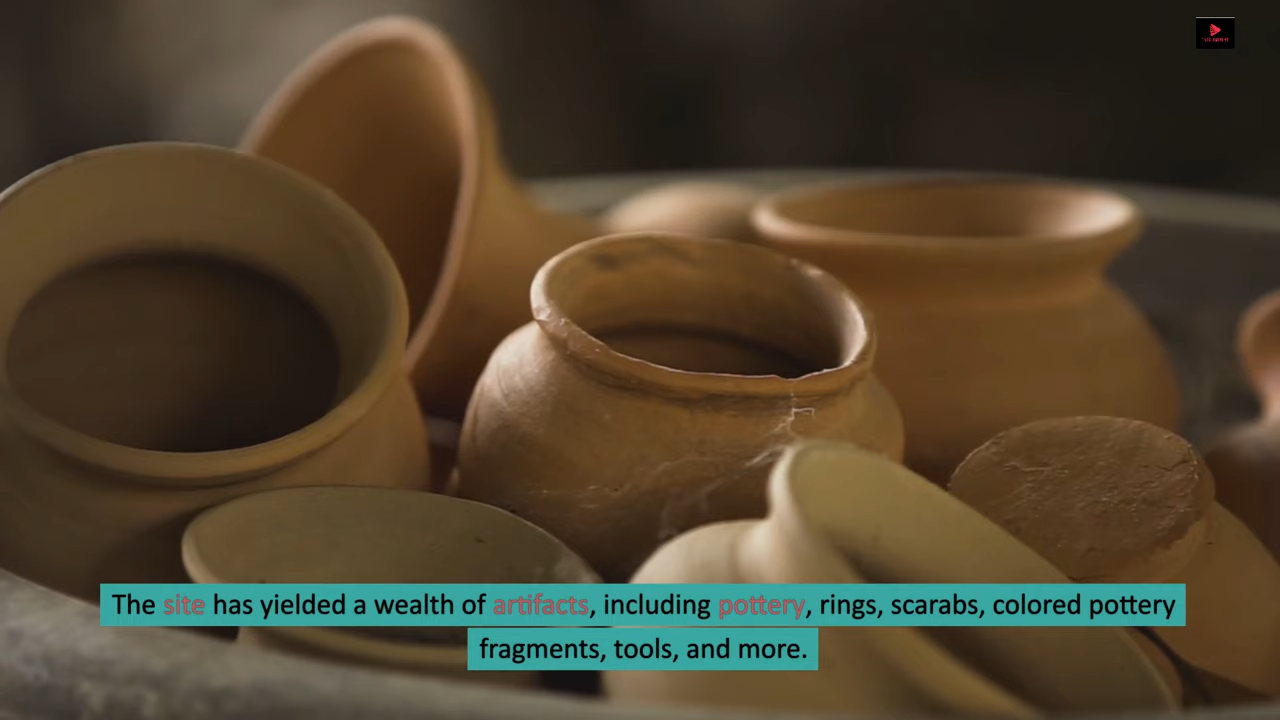 The site has yielded a wealth of artifacts, including pottery, rings, scarabs, colored pottery
fragments, tools, and more.